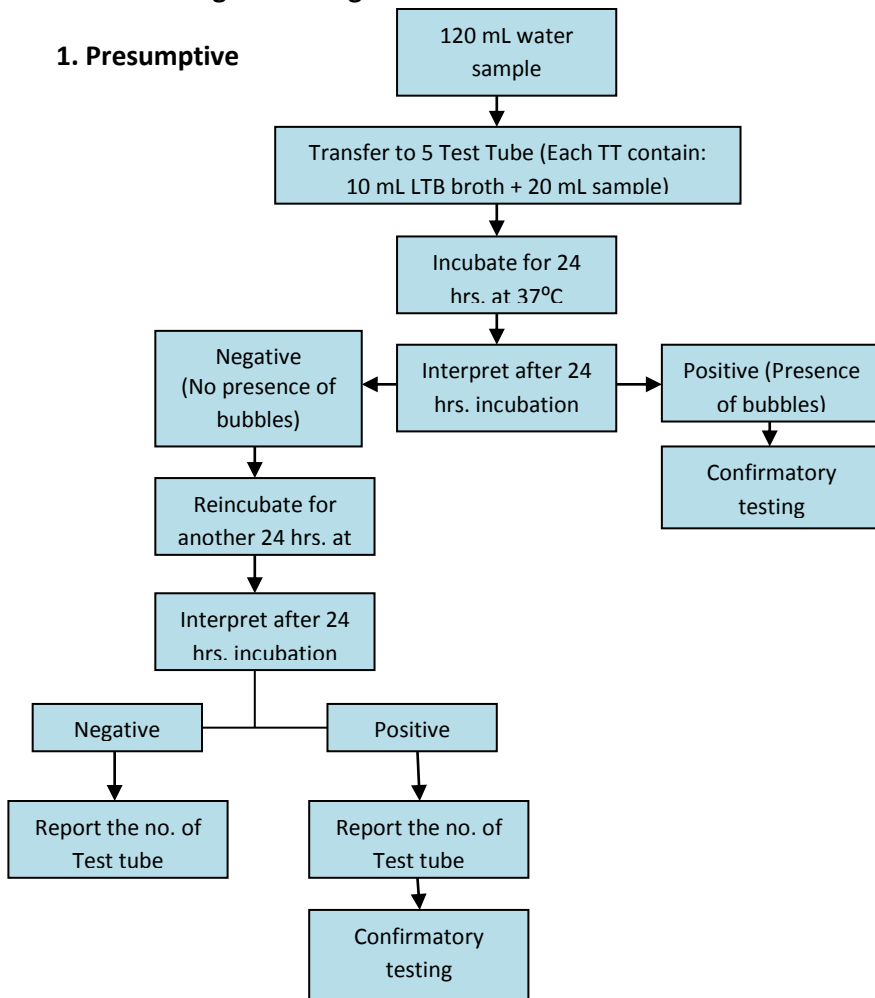 1. Presumptive
120 mL water
sample
Transfer to 5 Test Tube (Each TT contain:
10 mL LTB broth + 20 mL sample)
Incubate for 24
hrs. at 37⁰C
Negative
(No presence of
bubbles)
Interpret after 24
hrs. incubation
Positive (Presence
of bubbles)
Confirmatory
testing
Reincubate for
another 24 hrs. at
Interpret after 24
hrs. incubation
Negative
Positive
Report the no. of
Test tube
Report the no. of
Test tube
Confirmatory
testing